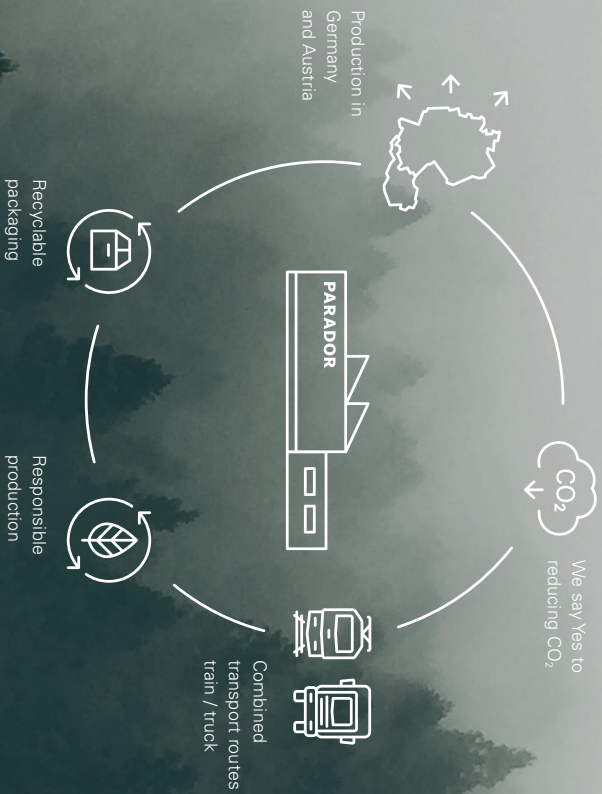 We say Yes to
reducing CO₂
CO₂
Production in
Germany
and Austria
PARADOR
Combined
transport routes
train / truck
Recyclable
packaging
Responsible
production